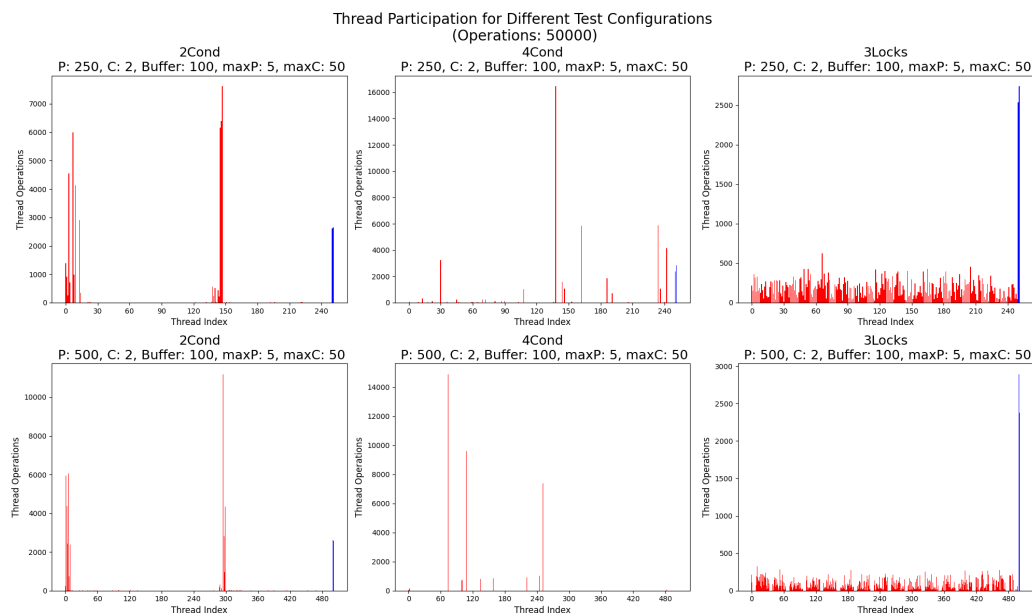 Thread Participation for Different Test Configurations
(Operations: 50000)
2Cond
P: 250, C: 2, Buffer: 100, maxP: 5, maxC: 50
Thread Operations
7000
6000
5000
4000
3000
2000
1000
0
0 30 60 90 120 150 180 210 240
Thread Index
4Cond
P: 250, C: 2, Buffer: 100, maxP: 5, maxC: 50
Thread Operations
16000
14000
12000
10000
8000
6000
4000
2000
0
0 30 60 90 120 150 180 210 240
Thread Index
3Locks
P: 250, C: 2, Buffer: 100, maxP: 5, maxC: 50
Thread Operations
2500
2000
1500
1000
500
0
0 30 60 90 120 150 180 210 240
Thread Index
2Cond
P: 500, C: 2, Buffer: 100, maxP: 5, maxC: 50
Thread Operations
10000
8000
6000
4000
2000
0
0 60 120 180 240 300 360 420 480
Thread Index
4Cond
P: 500, C: 2, Buffer: 100, maxP: 5, maxC: 50
Thread Operations
14000
12000
10000
8000
6000
4000
2000
0
0 60 120 180 240 300 360 420 480
Thread Index
3Locks
P: 500, C: 2, Buffer: 100, maxP: 5, maxC: 50
Thread Operations
3000
2500
2000
1500
1000
500
0
0 60 120 180 240 300 360 420 480
Thread Index